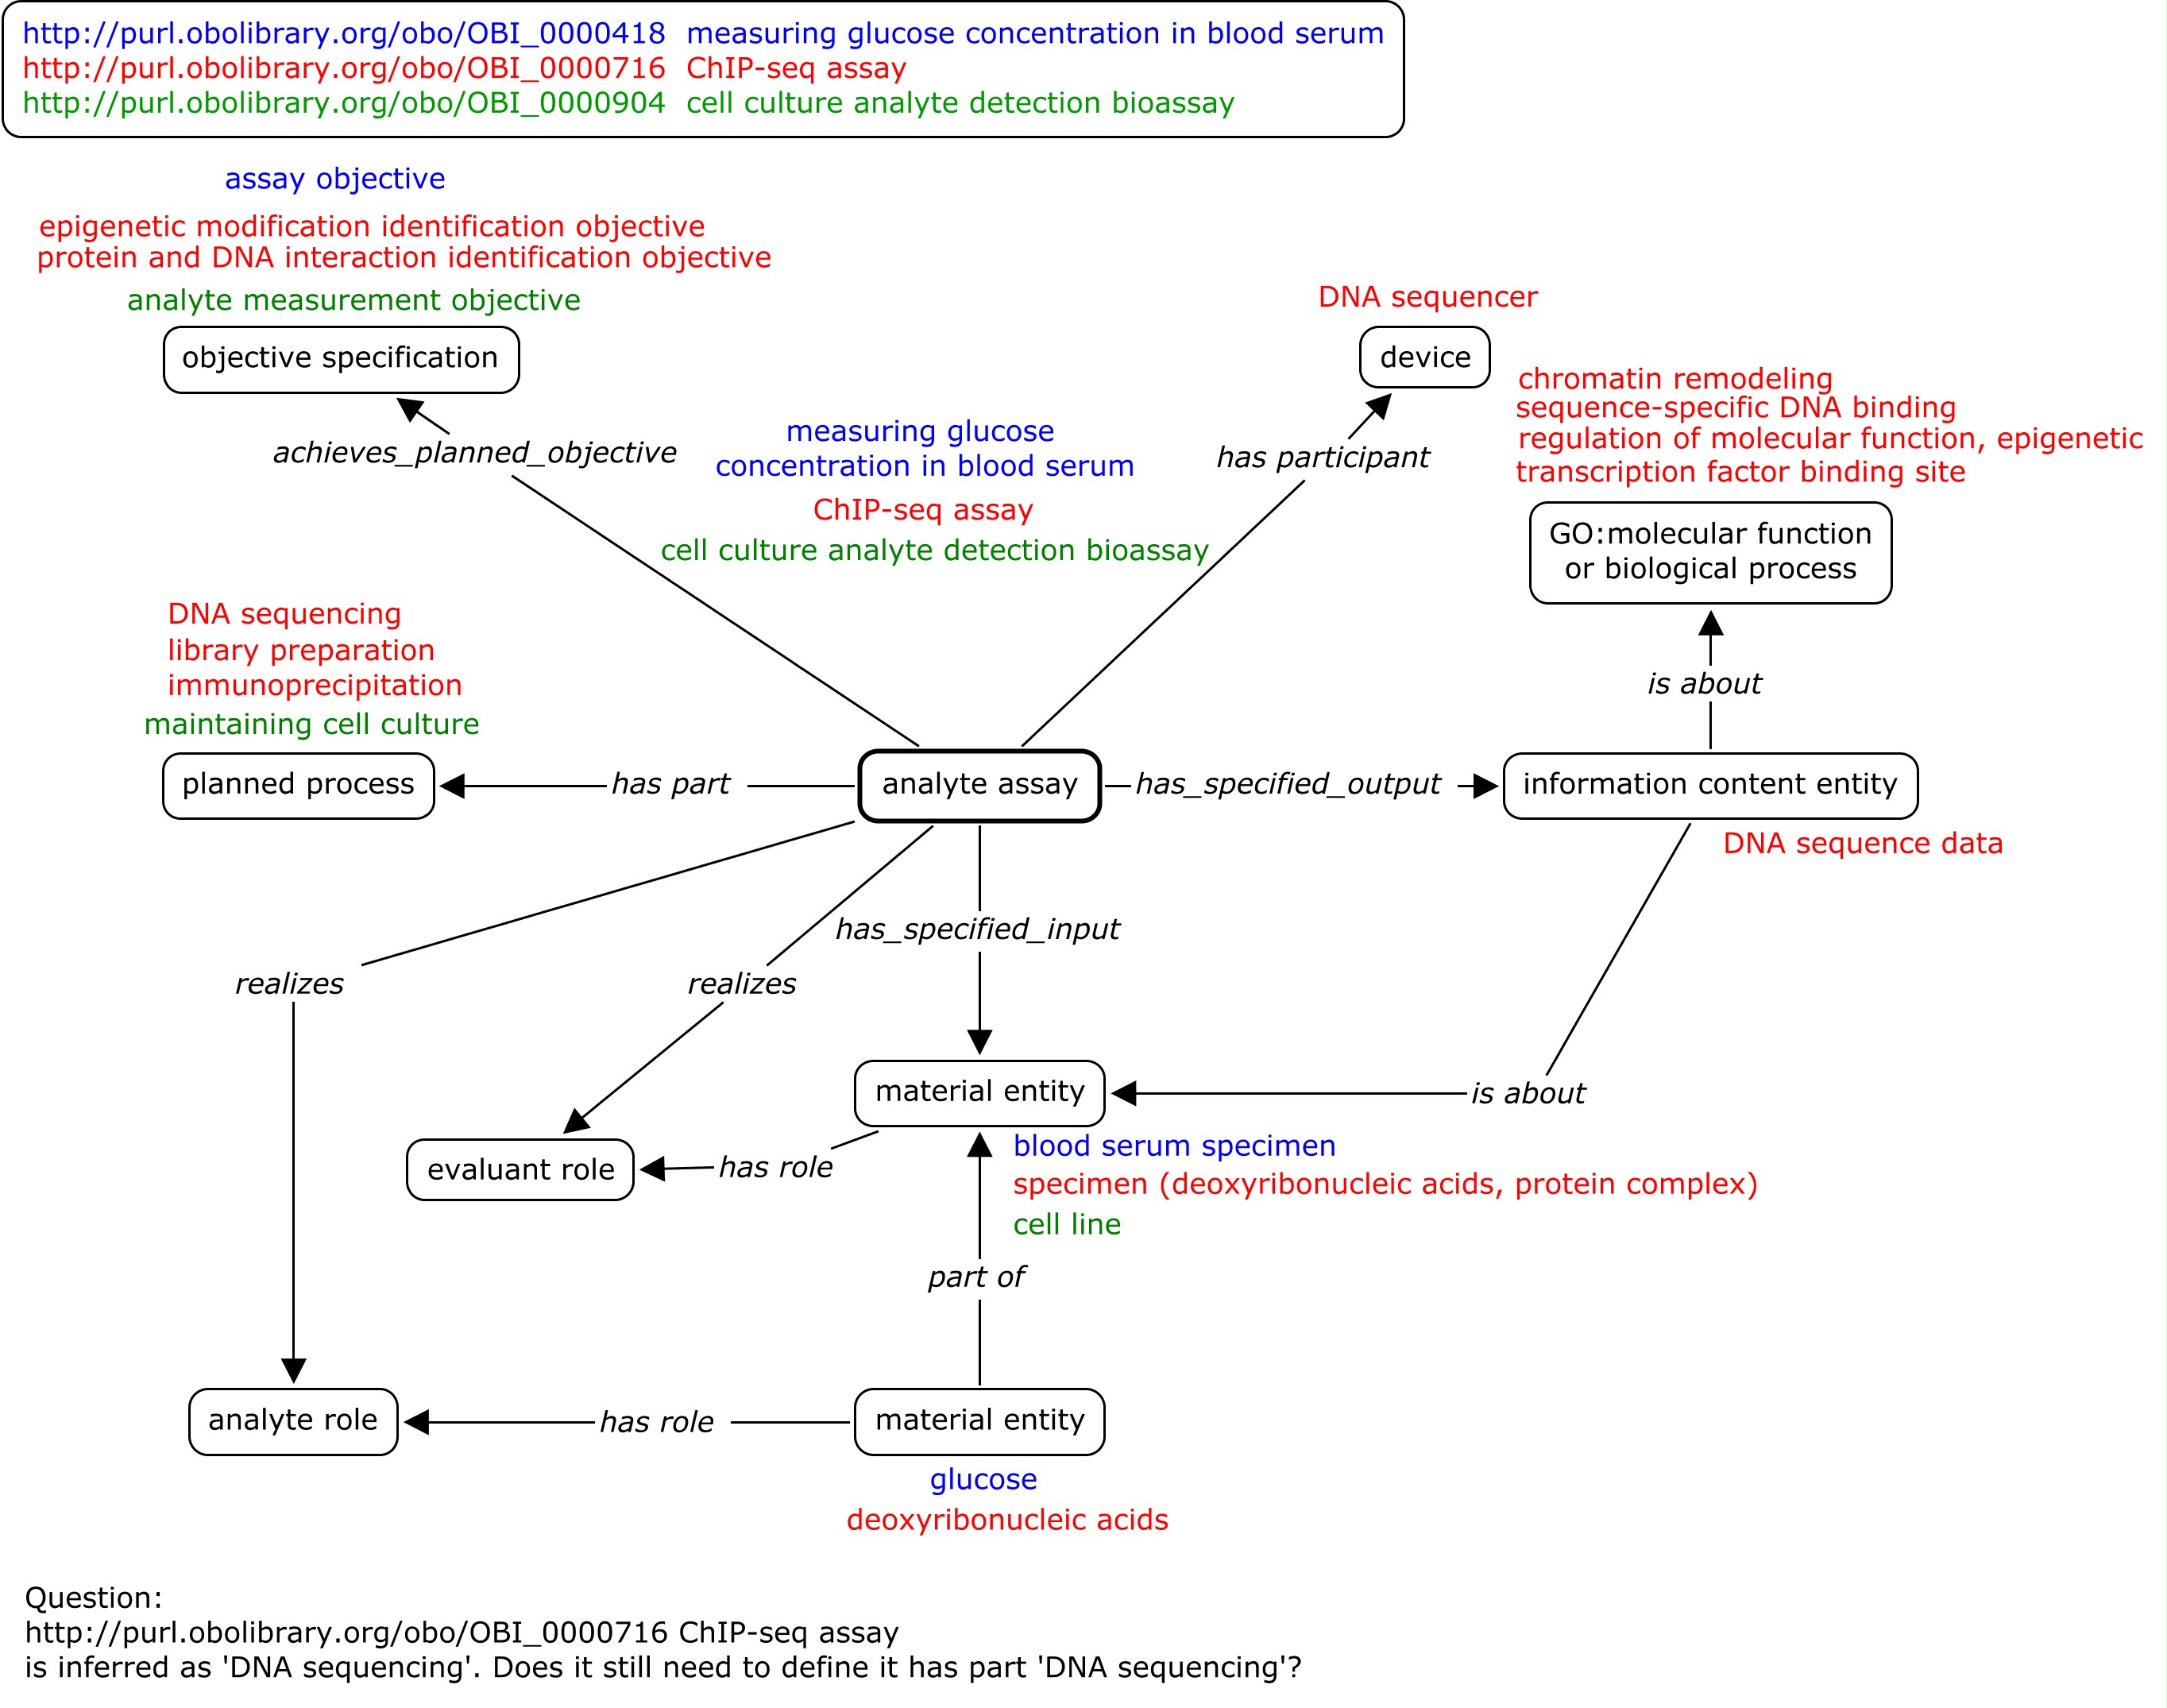 http://purl.obolibrary.org/obo/OBI_0000418 measuring glucose concentration in blood serum
http://purl.obolibrary.org/obo/OBI_0000716 ChIP-seq assay
http://purl.obolibrary.org/obo/OBI_0000904 cell culture analyte detection bioassay
assay objective
epigenetic modification identification objective
protein and DNA interaction identification objective
analyte measurement objective
objective specification
DNA sequencer
device
chromatin remodeling
sequence-specific DNA binding
regulation of molecular function, epigenetic
transcription factor binding site
GO:molecular function
or biological process
achieves_planned_objective
measuring glucose
concentration in blood serum
ChIP-seq assay
cell culture analyte detection bioassay
has participant
DNA sequencing
library preparation
immunoprecipitation
maintaining cell culture
is about
planned process
has part
analyte assay
has_specified_output
information content entity
DNA sequence data
has_specified_input
realizes
realizes
material entity
is about
blood serum specimen
specimen (deoxyribonucleic acids, protein complex)
cell line
evaluant role
has role
part of
analyte role
has role
material entity
glucose
deoxyribonucleic acids
Question:
http://purl.obolibrary.org/obo/OBI_0000716 ChIP-seq assay
is inferred as 'DNA sequencing'. Does it still need to define it has part 'DNA sequencing'?